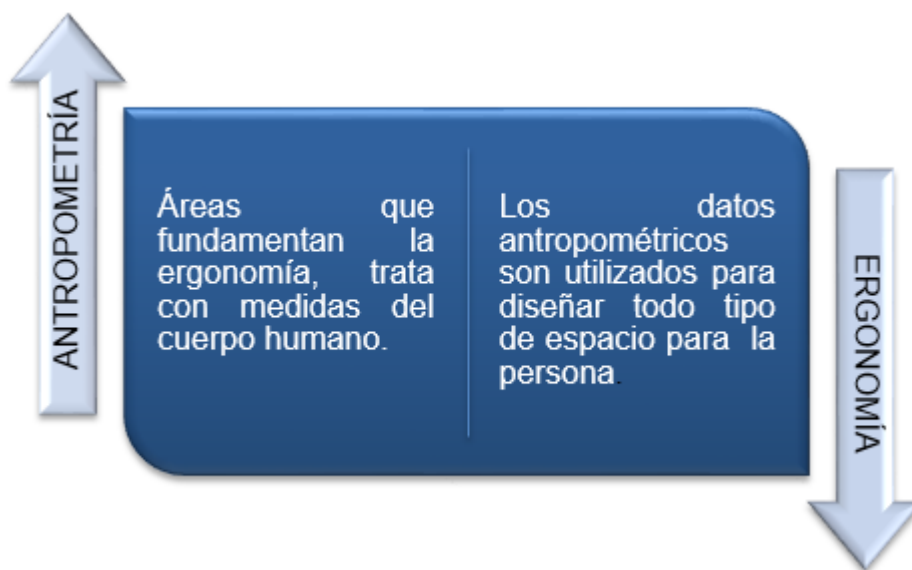 ANTROPOMETRÍA
Áreas que
fundamentan la
ergonomía, trata
con medidas del
cuerpo humano.
Los datos
antropométricos
son utilizados para
diseñar todo tipo
de espacio para la
persona.
ERGONOMÍA